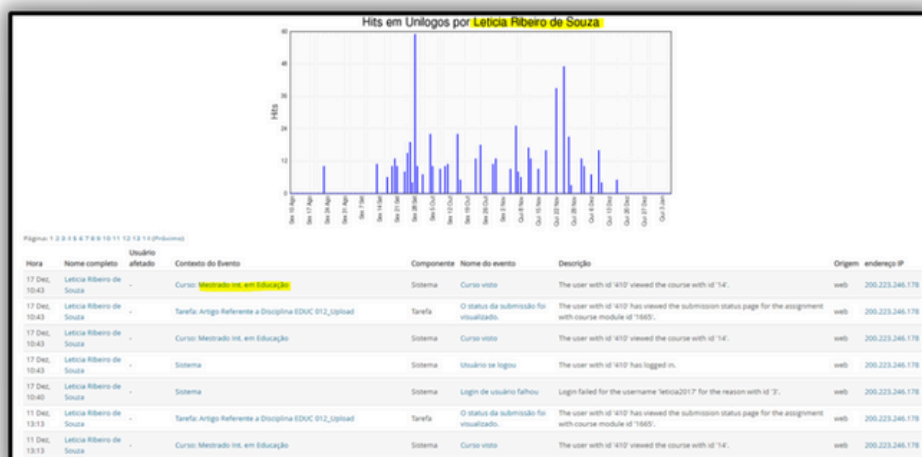 Hits em Unilogos por Leticia Ribeiro de Souza
Hits
12
0
Página: 1 2 3 4 5 6 7 8 9 10 11 12 13 14 (Próximo)
Hora Nome completo Usuário afetado Contexto do Evento Componente Nome do evento Descrição Origem endereço IP
17 Dez, 10:43 Leticia Ribeiro de Souza - Curso: Mestrado Int. em Educação Sistema Curso visto The user with id '410' viewed the course with id '14'. web 200.223.246.178
17 Dez, 10:43 Leticia Ribeiro de Souza - Tarefa: Artigo Referente a Disciplina EDUC 012_Upload Tarefa O status da submissão foi visualizado. The user with id '410' has viewed the submission status page for the assignment with course module id '1665'. web 200.223.246.178
17 Dez, 10:43 Leticia Ribeiro de Souza - Curso: Mestrado Int. em Educação Sistema Curso visto The user with id '410' viewed the course with id '14'. web 200.223.246.178
17 Dez, 10:43 Leticia Ribeiro de Souza - Sistema Sistema Usuário se logou The user with id '410' has logged in. web 200.223.246.178
17 Dez, 10:40 Leticia Ribeiro de Souza - Sistema Sistema Login de usuário falhou Login failed for the username 'leticia2017' for the reason with id '3'. web 200.223.246.178
11 Dez, 13:13 Leticia Ribeiro de Souza - Tarefa: Artigo Referente a Disciplina EDUC 012_Upload Tarefa O status da submissão foi visualizado. The user with id '410' has viewed the submission status page for the assignment with course module id '1665'. web 200.223.246.178
11 Dez, 13:13 Leticia Ribeiro de Souza - Curso: Mestrado Int. em Educação Sistema Curso visto The user with id '410' viewed the course with id '14'. web 200.223.246.178